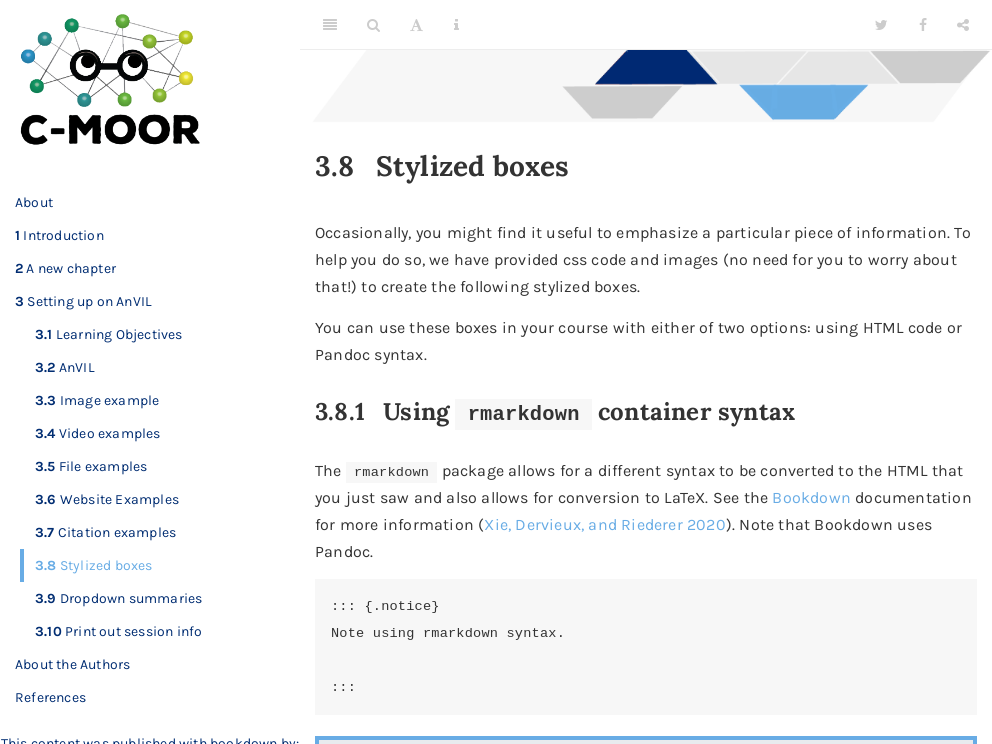 C-MOOR
About
1 Introduction
2 A new chapter
3 Setting up on AnVIL
3.1 Learning Objectives
3.2 AnVIL
3.3 Image example
3.4 Video examples
3.5 File examples
3.6 Website Examples
3.7 Citation examples
3.8 Stylized boxes
3.9 Dropdown summaries
3.10 Print out session info
About the Authors
References
This content was published with bookdown by:
A
3.8 Stylized boxes
Occasionally, you might find it useful to emphasize a particular piece of information. To
help you do so, we have provided css code and images (no need for you to worry about
that!) to create the following stylized boxes.
You can use these boxes in your course with either of two options: using HTML code or
Pandoc syntax.
3.8.1 Using rmarkdown container syntax
The rmarkdown package allows for a different syntax to be converted to the HTML that
you just saw and also allows for conversion to LaTeX. See the Bookdown documentation
for more information (Xie, Dervieux, and Riederer 2020). Note that Bookdown uses
Pandoc.
::: {.notice}
Note using rmarkdown syntax.
:::